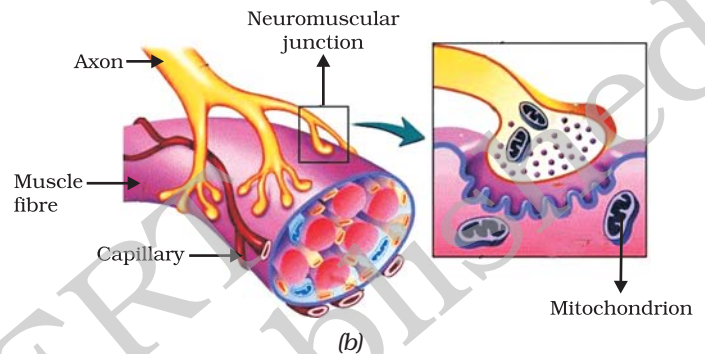 Neuromuscular
junction
Axon
Muscle
fibre
Capillary
Mitochondrion
(b)